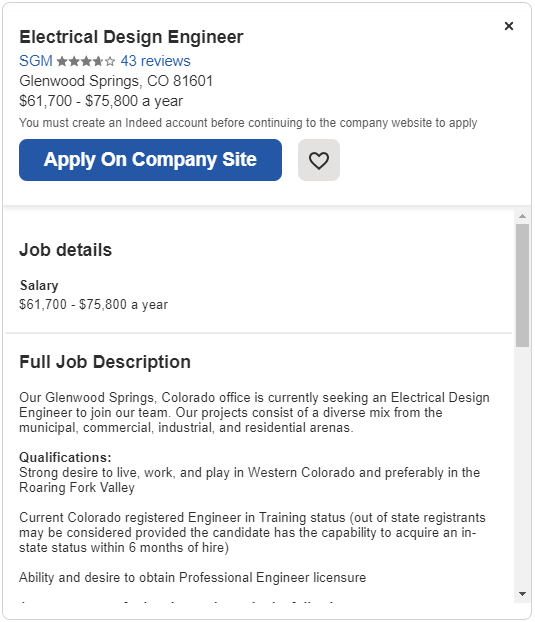 Electrical Design Engineer
SGM 43 reviews
Glenwood Springs, CO 81601
$61,700 - $75,800 a year
You must create an Indeed account before continuing to the company website to apply
Apply On Company Site
Job details
Salary
$61,700 - $75,800 a year
Full Job Description
Our Glenwood Springs, Colorado office is currently seeking an Electrical Design
Engineer to join our team. Our projects consist of a diverse mix from the
municipal, commercial, industrial, and residential arenas.
Qualifications:
Strong desire to live, work, and play in Western Colorado and preferably in the
Roaring Fork Valley
Current Colorado registered Engineer in Training status (out of state registrants
may be considered provided the candidate has the capability to acquire an in-
state status within 6 months of hire)
Ability and desire to obtain Professional Engineer licensure